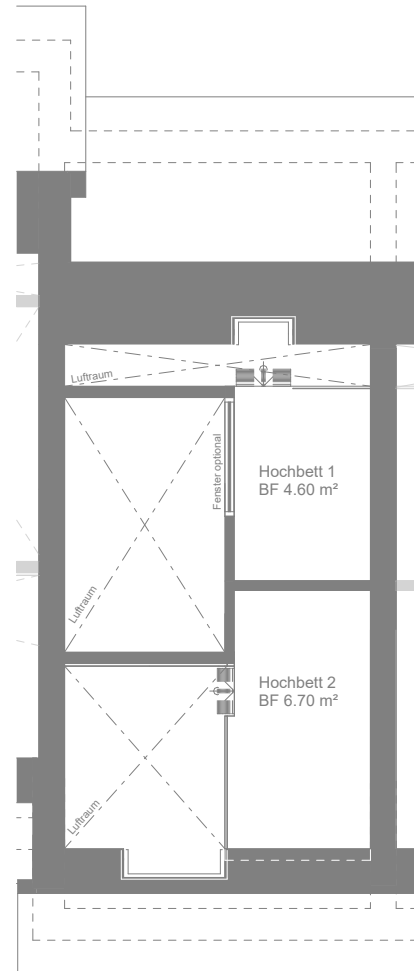 Luftraum
Fenster optional
Hochbett 1
BF 4.60 m²
Luftraum
Hochbett 2
BF 6.70 m²
Luftraum